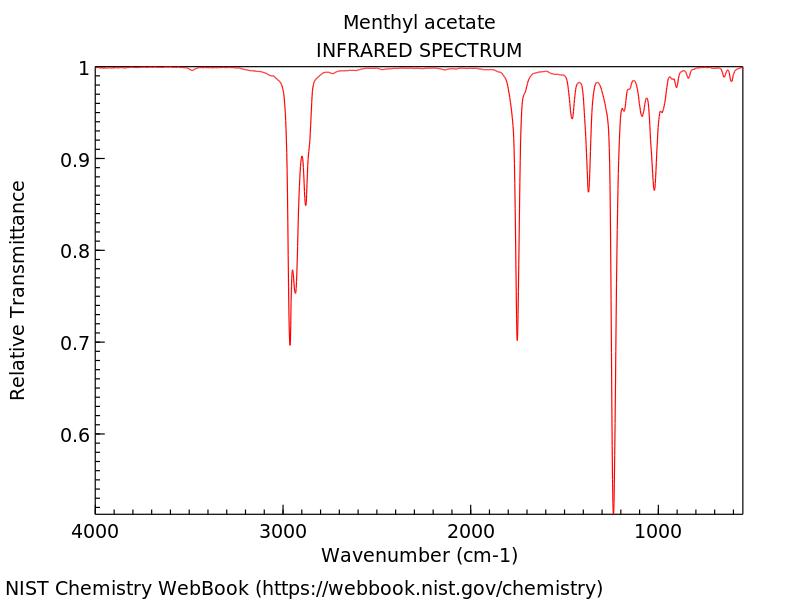 Menthyl acetate
INFRARED SPECTRUM
1
0.9
0.8
0.7
0.6
Relative Transmittance
4000 3000 2000 1000
Wavenumber (cm-1)
NIST Chemistry WebBook (https://webbook.nist.gov/chemistry)